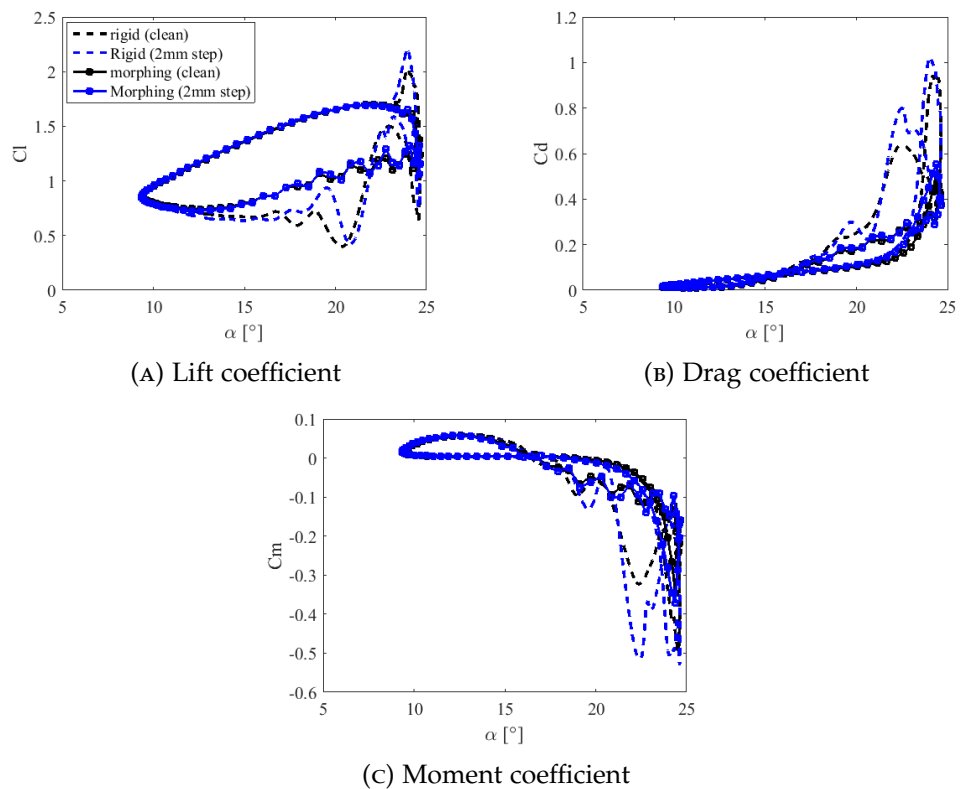 2.5
2
1.5
1
0.5
0
5
10
15
20
25
Cl
α [°]
rigid (clean)
Rigid (2mm step)
morphing (clean)
Morphing (2mm step)
(A) Lift coefficient
1.2
1
0.8
0.6
0.4
0.2
0
5
10
15
20
25
Cd
α [°]
(B) Drag coefficient
0.1
0
-0.1
-0.2
-0.3
-0.4
-0.5
-0.6
5
10
15
20
25
Cm
α [°]
(C) Moment coefficient